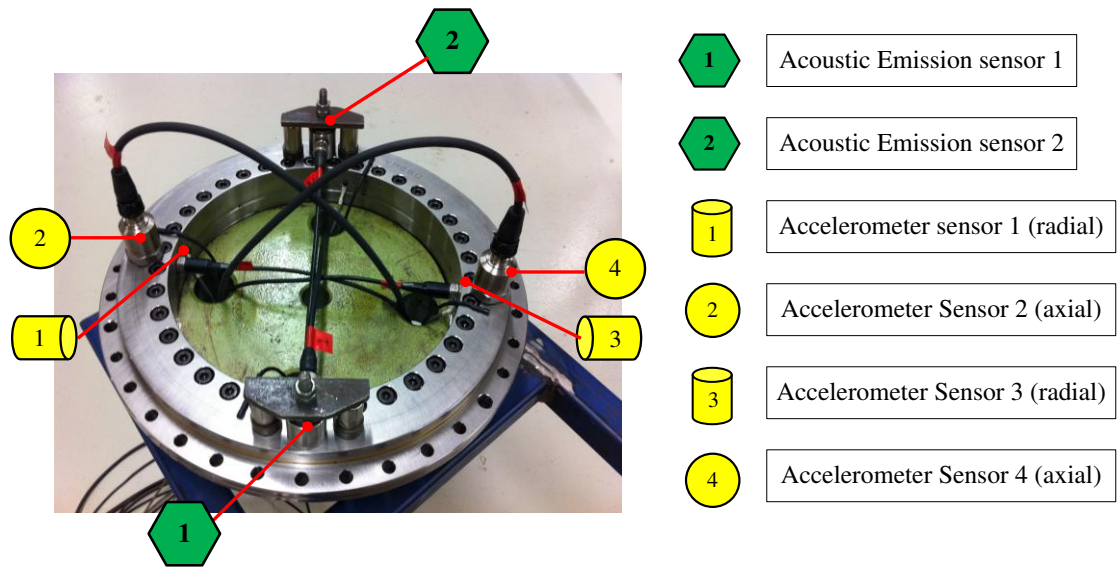 2
1 Acoustic Emission sensor 1
2 Acoustic Emission sensor 2
1 Accelerometer sensor 1 (radial)
2
4
2 Accelerometer Sensor 2 (axial)
1
3
3 Accelerometer Sensor 3 (radial)
4 Accelerometer Sensor 4 (axial)
1